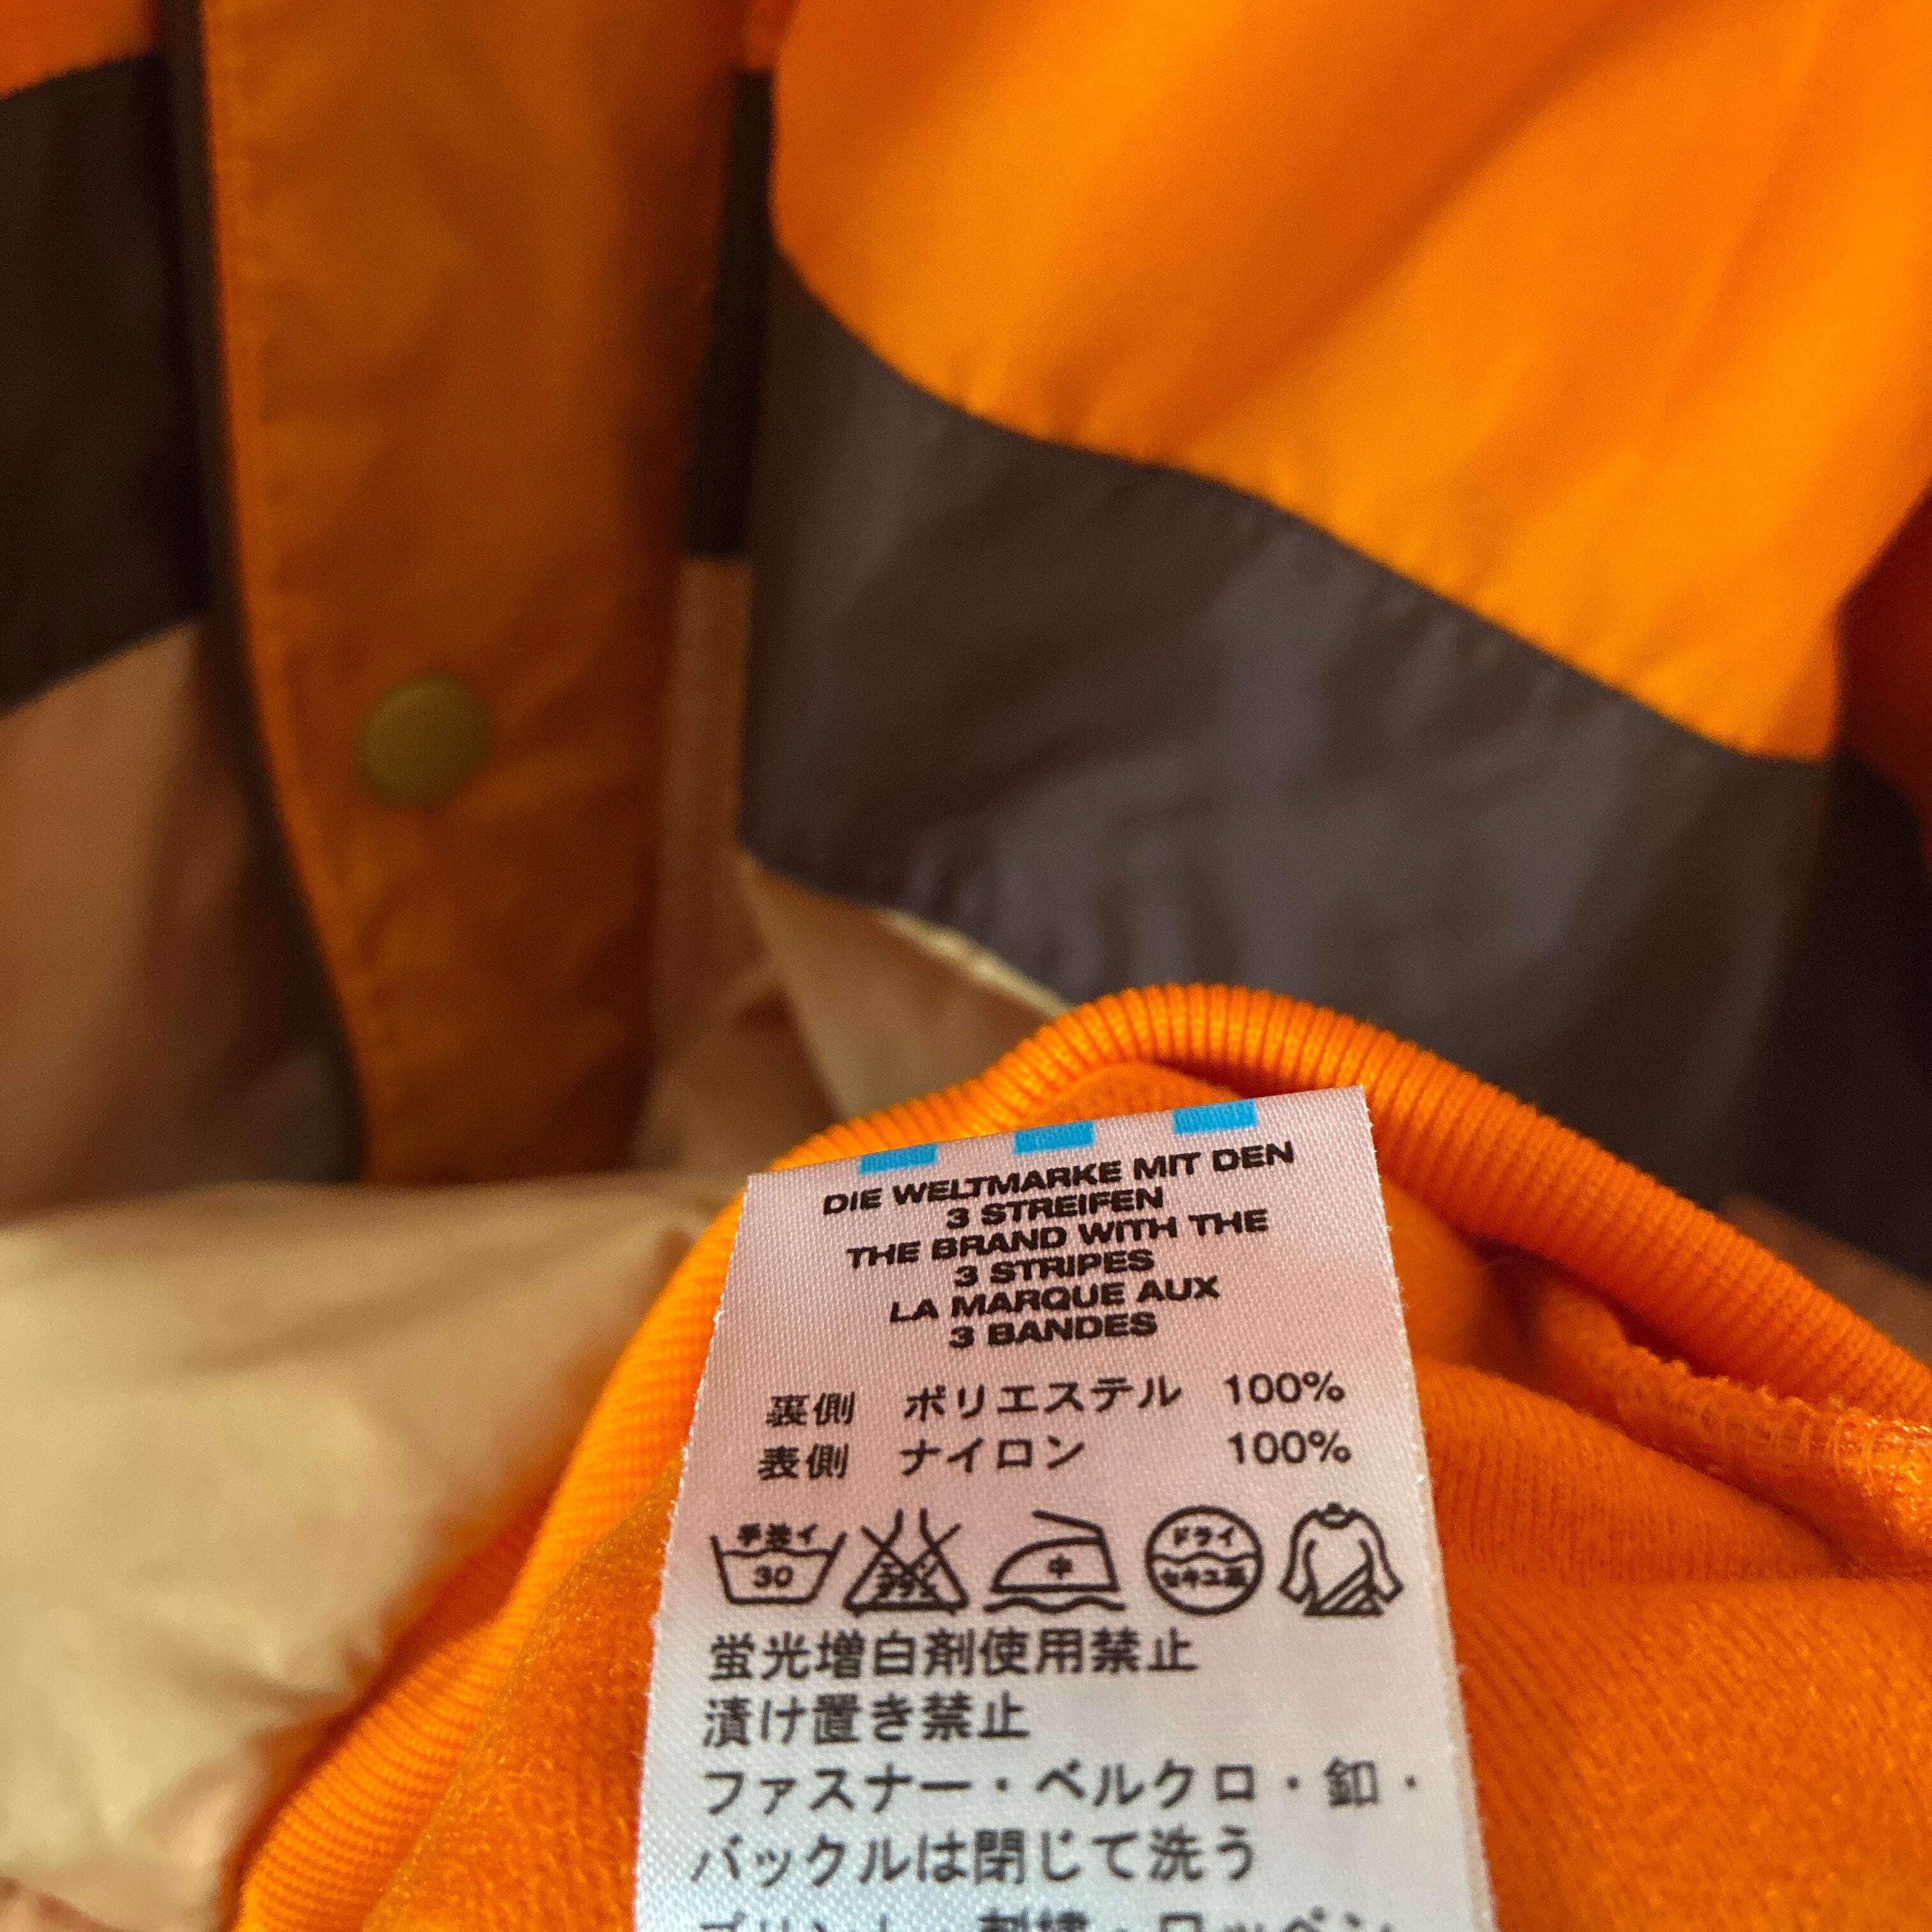 DIE WELTMARKE MIT DEN
3 STREIFEN
THE BRAND WITH THE
3 STRIPES
LA MARQUE AUX
3 BANDES
裏側 ポリエステル 100%
表側 ナイロン 100%
手洗イ 30 中 ドライ セキユ系
蛍光増白剤使用禁止
漬け置き禁止
ファスナー・ベルクロ・釦・
バックルは閉じて洗う